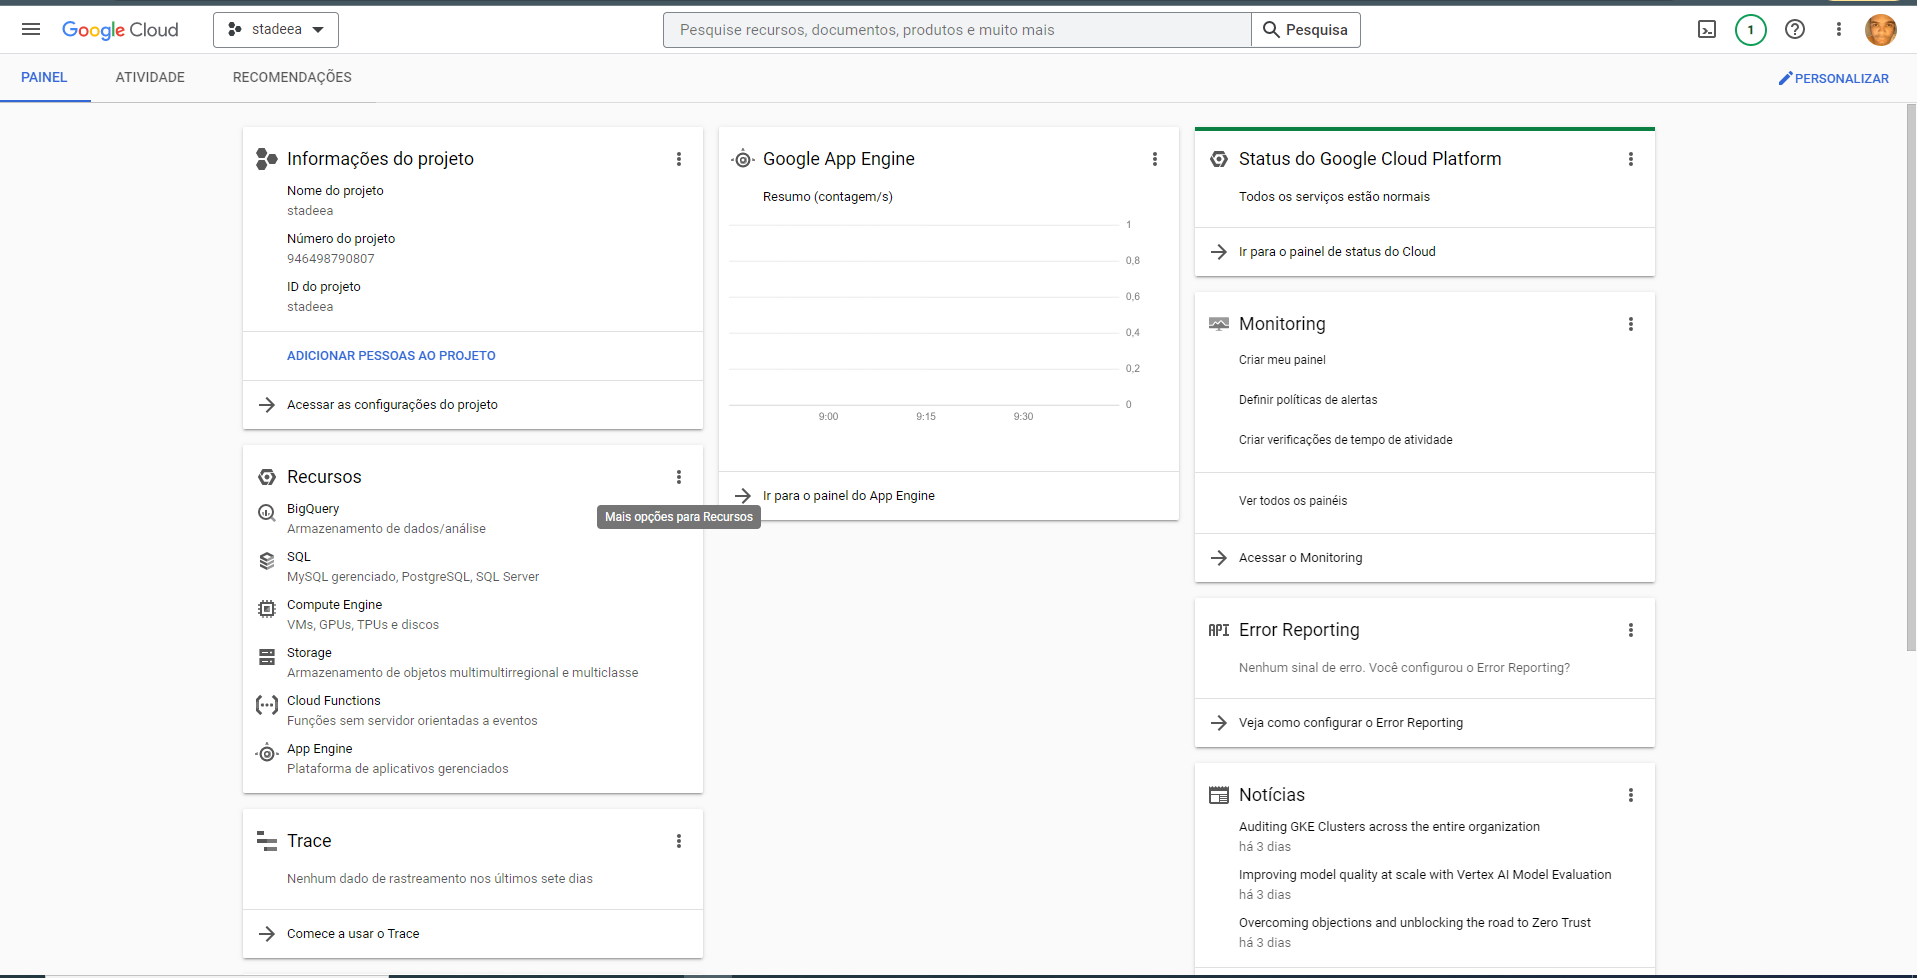 Google Cloud
stadeea
Pesquise recursos, documentos, produtos e muito mais
Pesquisa
1
PAINEL
ATIVIDADE
RECOMENDAÇÕES
PERSONALIZAR
Informações do projeto
Nome do projeto
stadeea
Número do projeto
946498790807
ID do projeto
stadeea
ADICIONAR PESSOAS AO PROJETO
Acessar as configurações do projeto
Recursos
BigQuery
Armazenamento de dados/análise
SQL
MySQL gerenciado, PostgreSQL, SQL Server
Compute Engine
VMs, GPUs, TPUs e discos
Storage
Armazenamento de objetos multimultirregional e multiclasse
Cloud Functions
Funções sem servidor orientadas a eventos
App Engine
Plataforma de aplicativos gerenciados
Trace
Nenhum dado de rastreamento nos últimos sete dias
Comece a usar o Trace
Google App Engine
Resumo (contagem/s)
1
0,8
0,6
0,4
0,2
0
9:00
9:15
9:30
Ir para o painel do App Engine
Mais opções para Recursos
Status do Google Cloud Platform
Todos os serviços estão normais
Ir para o painel de status do Cloud
Monitoring
Criar meu painel
Definir políticas de alertas
Criar verificações de tempo de atividade
Ver todos os painéis
Acessar o Monitoring
API
Error Reporting
Nenhum sinal de erro. Você configurou o Error Reporting?
Veja como configurar o Error Reporting
Notícias
Auditing GKE Clusters across the entire organization
há 3 dias
Improving model quality at scale with Vertex AI Model Evaluation
há 3 dias
Overcoming objections and unblocking the road to Zero Trust
há 3 dias